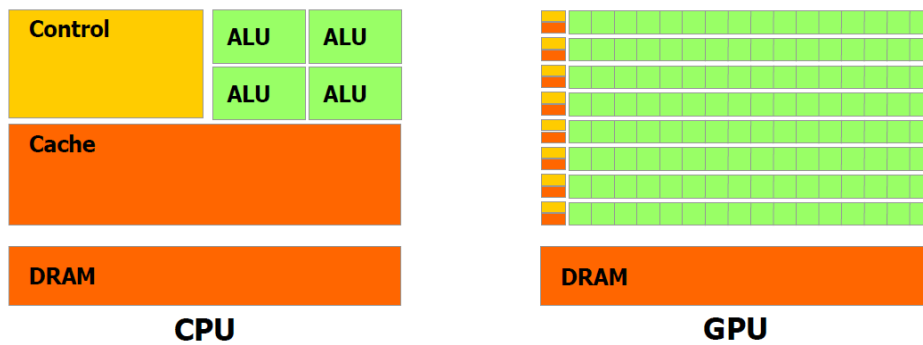 Control
ALU
ALU
ALU
ALU
Cache
DRAM
CPU
DRAM
GPU